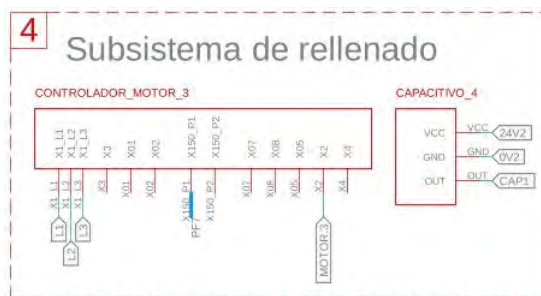 4
Subsistema de rellenado
CONTROLADOR_MOTOR_3
CAPACITIVO_4
X1_L1
X1_L2
X1_L3
X3
X01
X02
X150_P1
X150_P2
X07
X08
X05
X2
X4
X1_L1
X1_L2
X1_L3
X3
X01
X02
X150_P1
X150_P2
X07
X08
X05
X2
X4
L1
L2
L3
PF7
MOTOR.3
VCC VCC 24V2
GND GND 0V2
OUT OUT CAP1